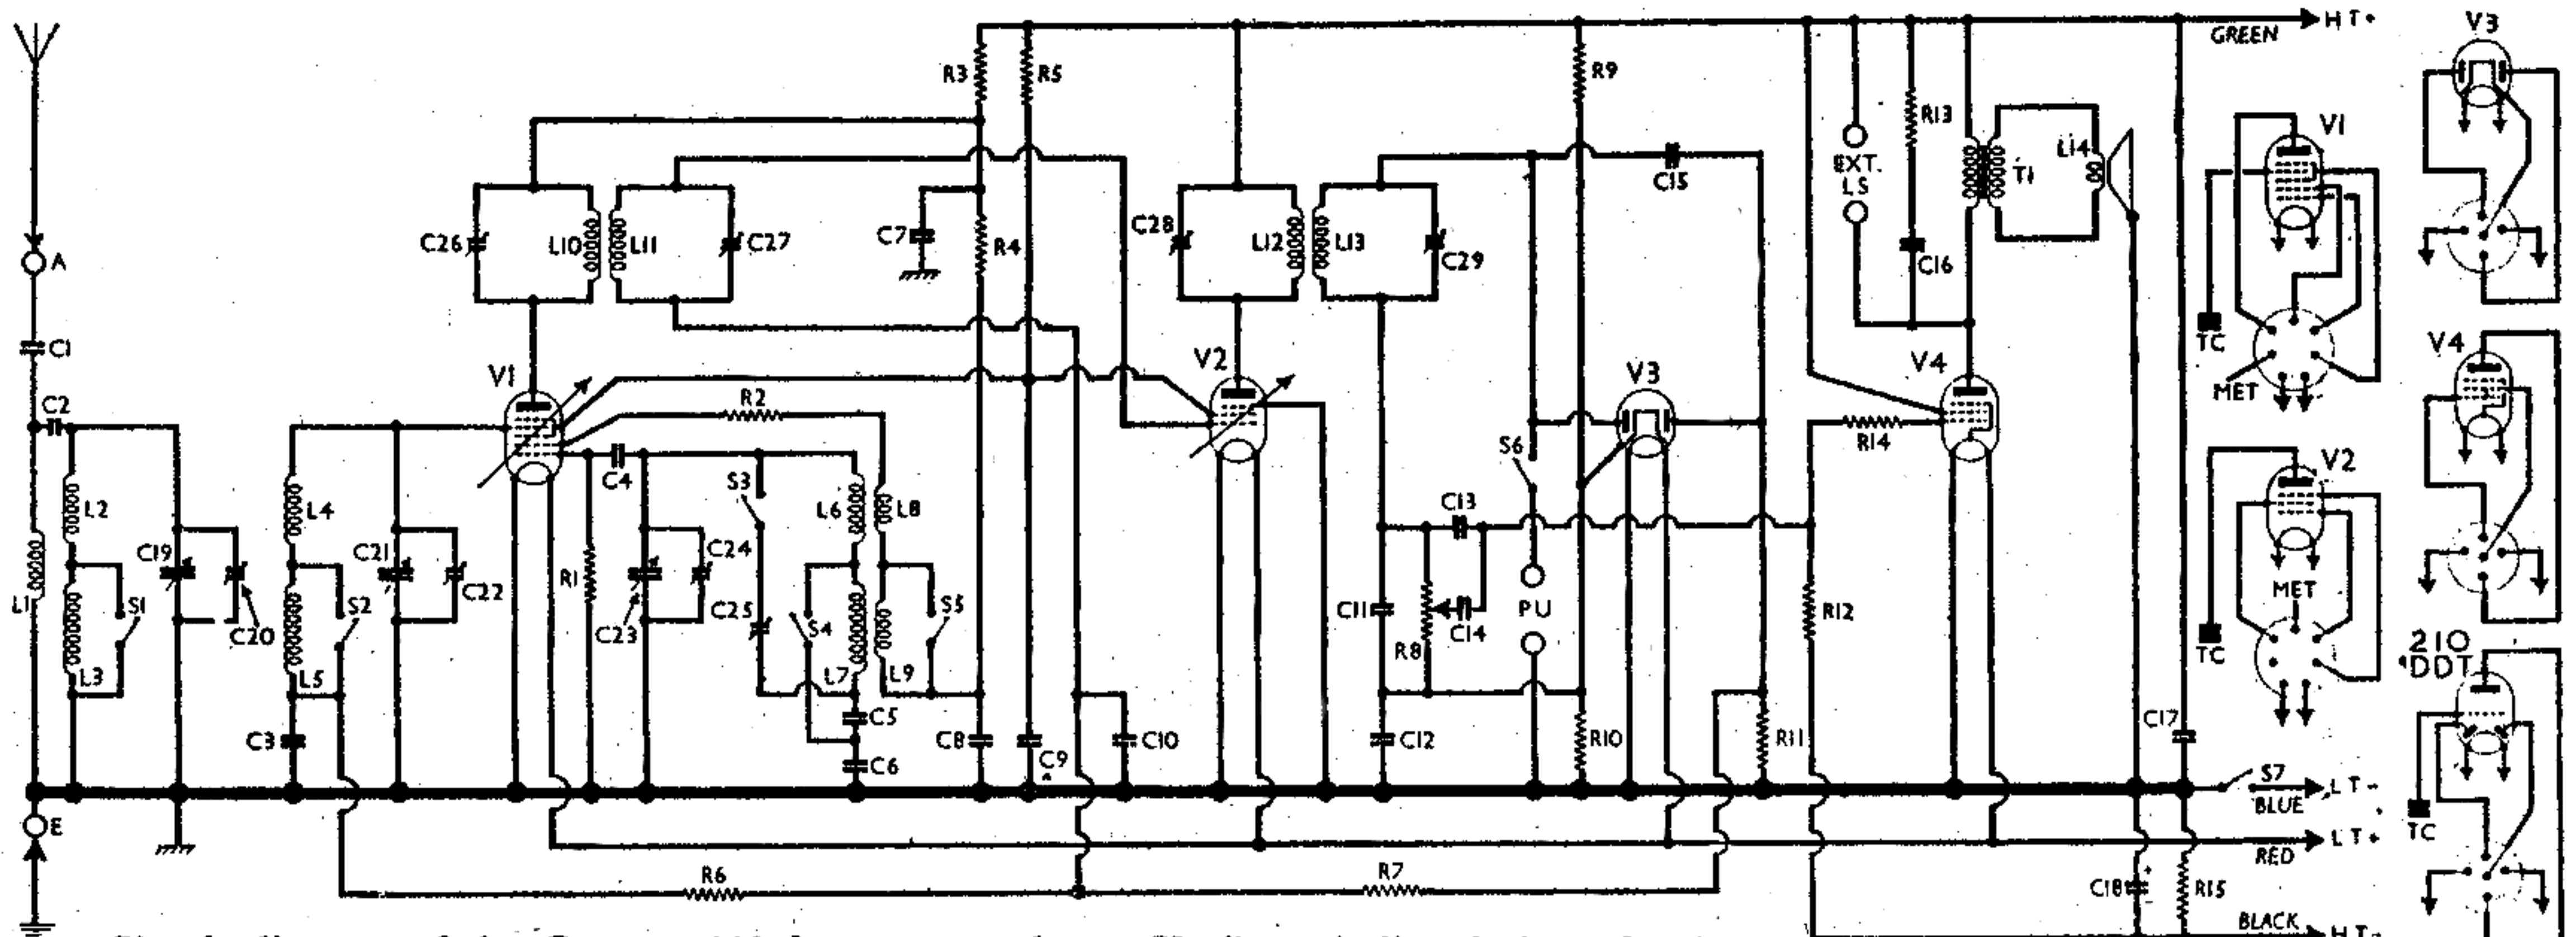 HT+
GREEN
V3
R3
R5
R9
R13
EXT.
LS
T1
L14
V1
A
C26
L10
L11
C27
C7
R4
C28
L12
L13
C29
C15
C16
C1
TC
MET
V4
V1
V2
V3
V4
C2
R2
R14
L2
L4
C4
S3
L6
L8
S6
C13
V2
MET
TC
L1
C19
C20
S1
L3
C21
C22
S2
L5
R1
C23
C24
C25
S4
L7
S5
L9
C11
R8
C14
PU
R12
210
DDT
C3
C5
C6
C8
C9
C10
C12
R10
R11
C17
S7
LT-
BLUE
E
LT+
RED
TC
R6
R7
C18
+
R15
BLACK
HT-